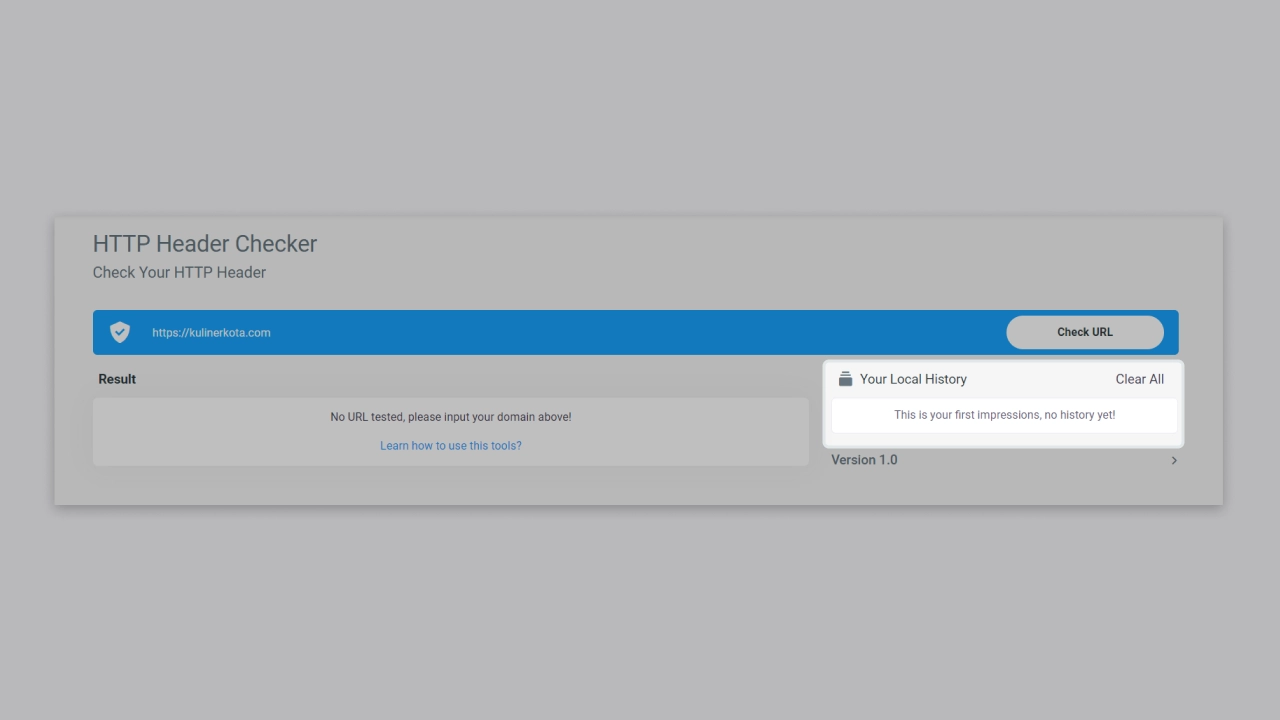 HTTP Header Checker
Check Your HTTP Header
https://kulinerkota.com
Check URL
Result
No URL tested, please input your domain above!
Learn how to use this tools?
Your Local History
Clear All
This is your first impressions, no history yet!
Version 1.0